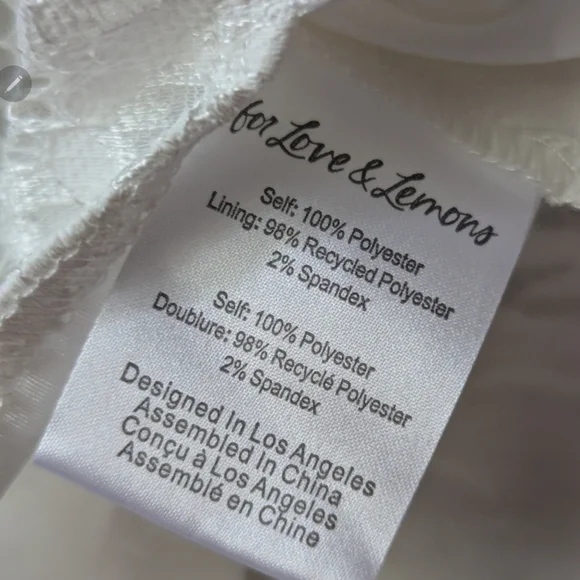 for Love & Lemons
Self: 100% Polyester
Lining: 98% Recycled Polyester
2% Spandex
Self: 100% Polyester
Doublure: 98% Recyclé Polyester
2% Spandex
Designed In Los Angeles
Assembled In China
Conçu à Los Angeles
Assemblé en Chine